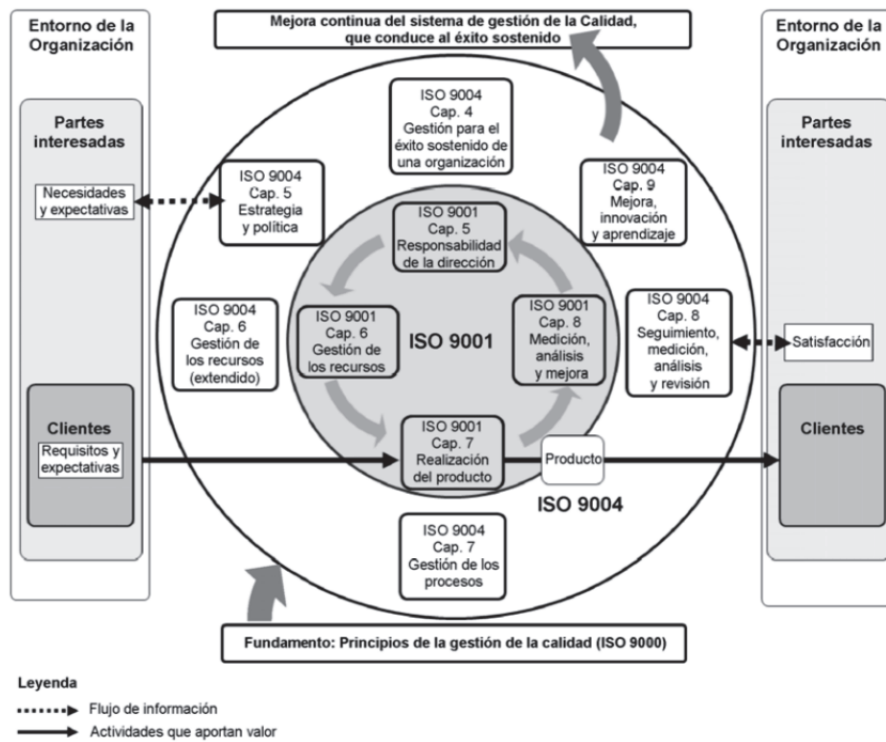 Mejora continua del sistema de gestión de la Calidad,
que conduce al éxito sostenido
Entorno de la
Organización
Partes
interesadas
Necesidades
y expectativas
Clientes
Requisitos y
expectativas
ISO 9004
Cap. 4
Gestión para el
éxito sostenido de
una organización
ISO 9004
Cap. 5
Estrategia
y política
ISO 9004
Cap. 9
Mejora,
innovación
y aprendizaje
ISO 9001
Cap. 5
Responsabilidad
de la dirección
ISO 9004
Cap. 6
Gestión de
los recursos
(extendido)
ISO 9001
Cap. 6
Gestión de
los recursos
ISO 9001
ISO 9001
Cap. 8
Medición,
análisis
y mejora
ISO 9004
Cap. 8
Seguimiento,
medición,
análisis
y revisión
ISO 9001
Cap. 7
Realización
del producto
Producto
ISO 9004
ISO 9004
Cap. 7
Gestión de los
procesos
Entorno de la
Organización
Partes
interesadas
Satisfacción
Clientes
Fundamento: Principios de la gestión de la calidad (ISO 9000)
Leyenda
Flujo de información
Actividades que aportan valor